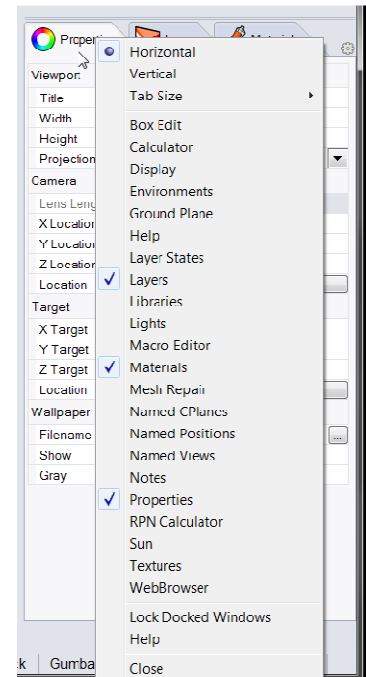 Horizontal
Viewport
Vertical
Title
Tab Size
Width
Box Edit
Height
Calculator
Projection
Display
Camera
Environments
Ground Plane
X Location
Help
Y Location
Layer States
Z Location
Location
Layers
Libraries
Target
Lights
X Target
Macro Editor
Y Target
Z Target
Materials
Location
Mesh Repair
Wallpaper
Named CPlanes
Filename
Named Positions
...
Show
Named Views
Gray
Notes
Properties
RPN Calculator
Sun
Textures
WebBrowser
Lock Docked Windows
Help
k
Gumba
Close